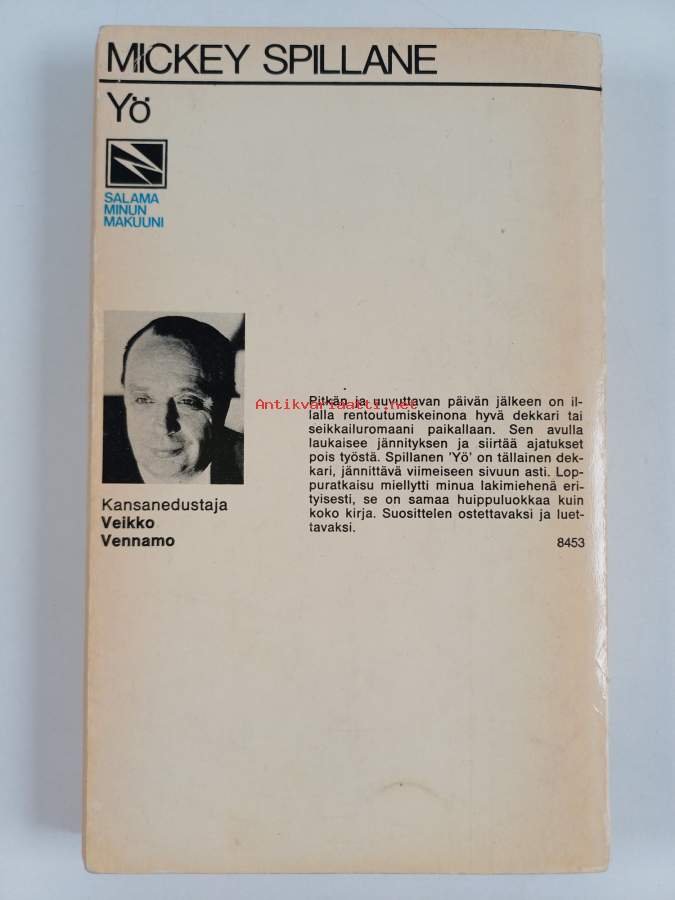 MICKEY SPILLANE
Yö
SALAMA
MINUN
MAKUUNI
Kansanedustaja
Veikko
Vennamo
Pitkän ja uuvuttavan päivän jälkeen on il-
lalla rentoutumiskeinona hyvä dekkari tai
seikkailuromaani paikallaan. Sen avulla
laukaisee jännityksen ja siirtää ajatukset
pois työstä. Spillanen 'Yö' on tällainen dek-
kari, jännittävä viimeiseen sivuun asti. Lop-
puratkaisu miellytti minua lakimiehenä eri-
tyisesti, se on samaa huippuluokkaa kuin
koko kirja. Suosittelen ostettavaksi ja luet-
tavaksi.
8453
Antikvariaatti.net